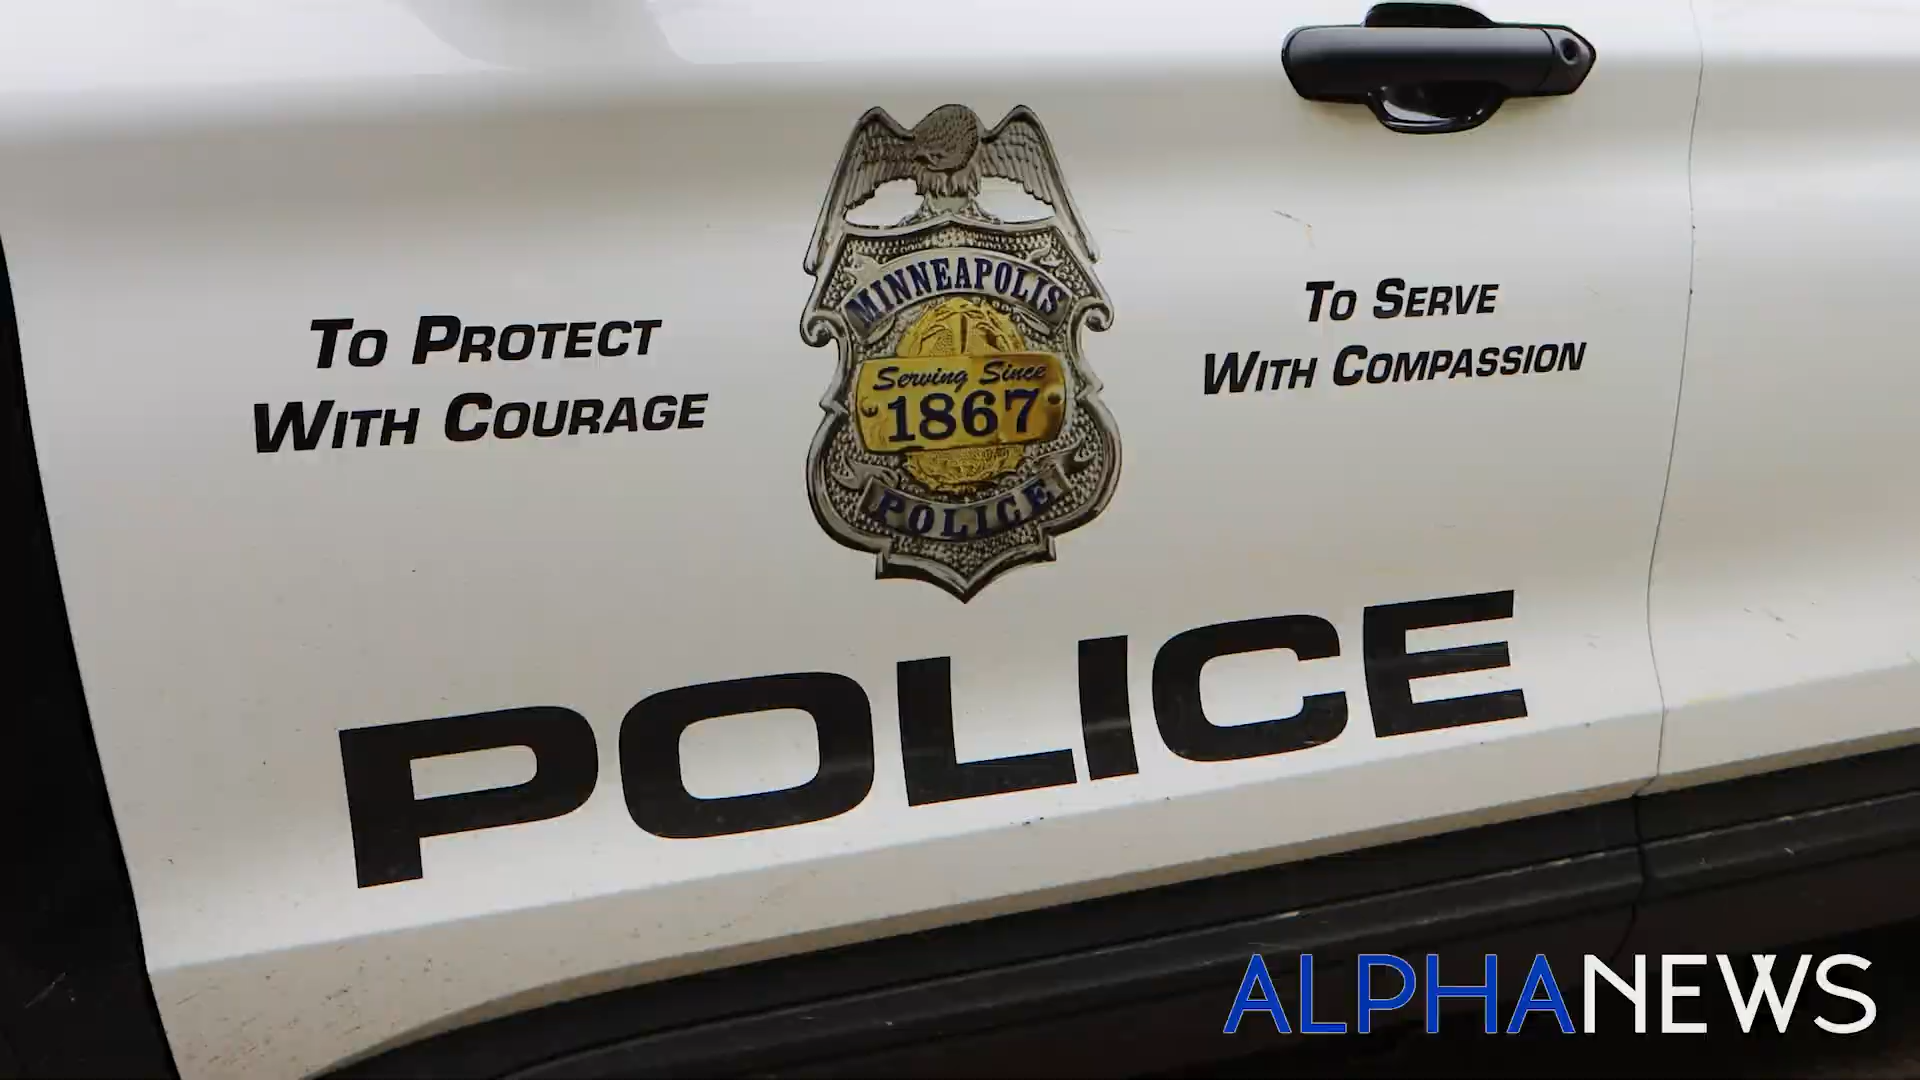 To Protect
With Courage
MINNEAPOLIS
Serving Since
1867
POLICE
To Serve
With Compassion
POLICE
ALPHANEWS